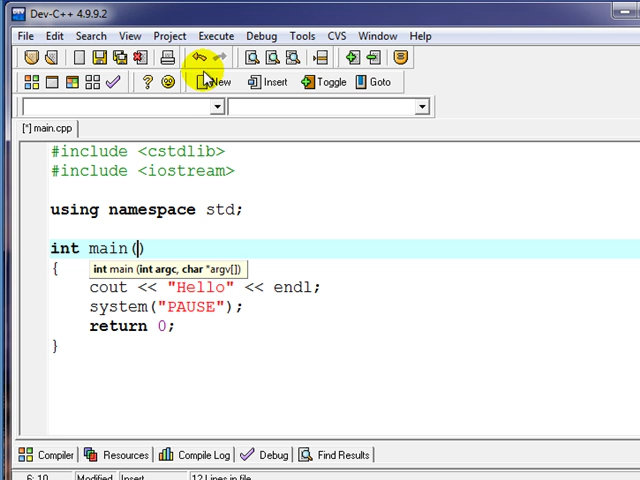 Dev-C++ 4.9.9.2
File Edit Search View Project Execute Debug Tools CVS Window Help
New Insert Toggle Goto
[*] main.cpp
#include <cstdlib>
#include <iostream>
using namespace std;
int main()
{ int main (int argc, char *argv[])
cout << "Hello" << endl;
system("PAUSE");
return 0;
}
Compiler Resources Compile Log Debug Find Results
6: 10 Modified Insert 12 Lines in file